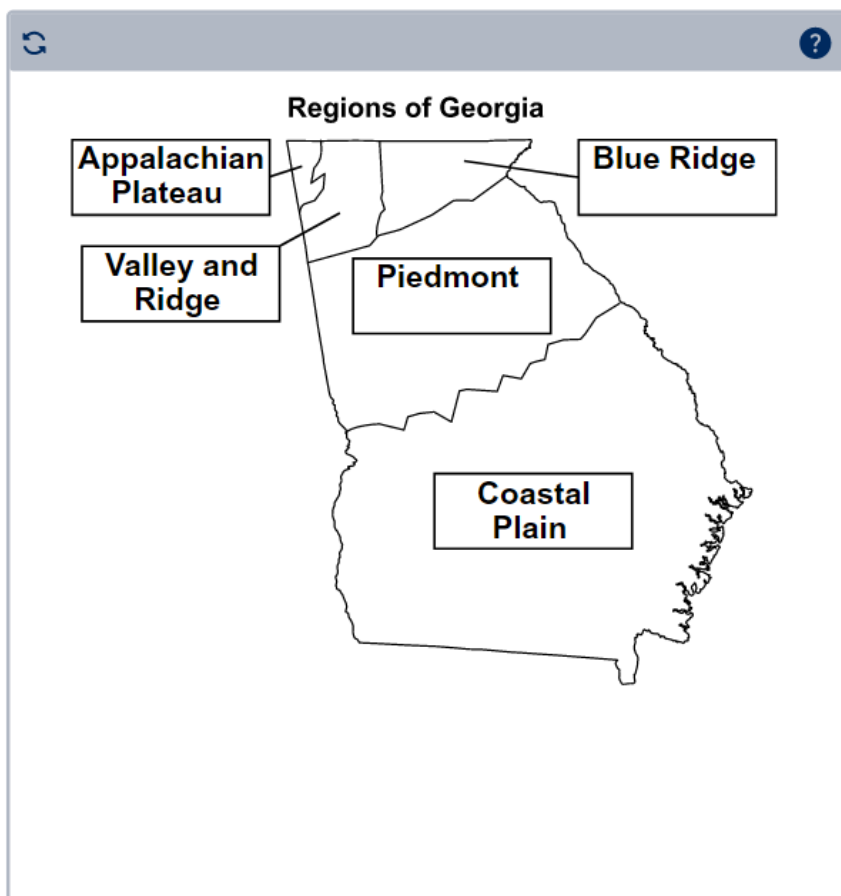 ?
Regions of Georgia
Appalachian
Plateau
Blue Ridge
Valley and
Ridge
Piedmont
Coastal
Plain